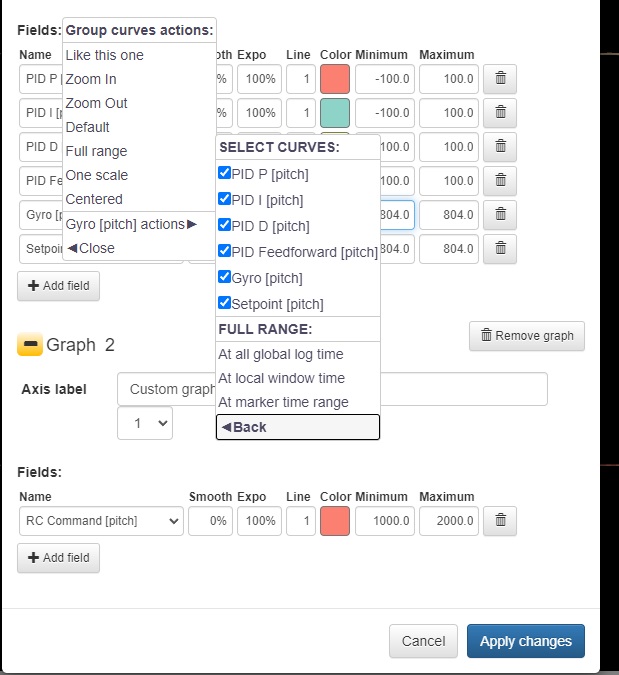 Fields: Group curves actions:
Name Expo Line Color Minimum Maximum
Like this one
PID P % 100% 1 -100.0 100.0
Zoom In
Zoom Out
PID I [p % 100% 1 -100.0 100.0
Default
PID D 100.0 100.0
SELECT CURVES:
Full range
PID P [pitch]
One scale
PID Fe 100.0 100.0
Centered
PID I [pitch]
Gyro [p 804.0 804.0
Gyro [pitch] actions▶
PID D [pitch]
Setpoi 804.0 804.0
◀Close
PID Feedforward [pitch]
Gyro [pitch]
+ Add field
Setpoint [pitch]
FULL RANGE:
Graph 2
Remove graph
At all global log time
At local window time
Axis label Custom graph
At marker time range
1
◀Back
Fields:
Name Smooth Expo Line Color Minimum Maximum
RC Command [pitch] 0% 100% 1 1000.0 2000.0
+ Add field
Cancel Apply changes